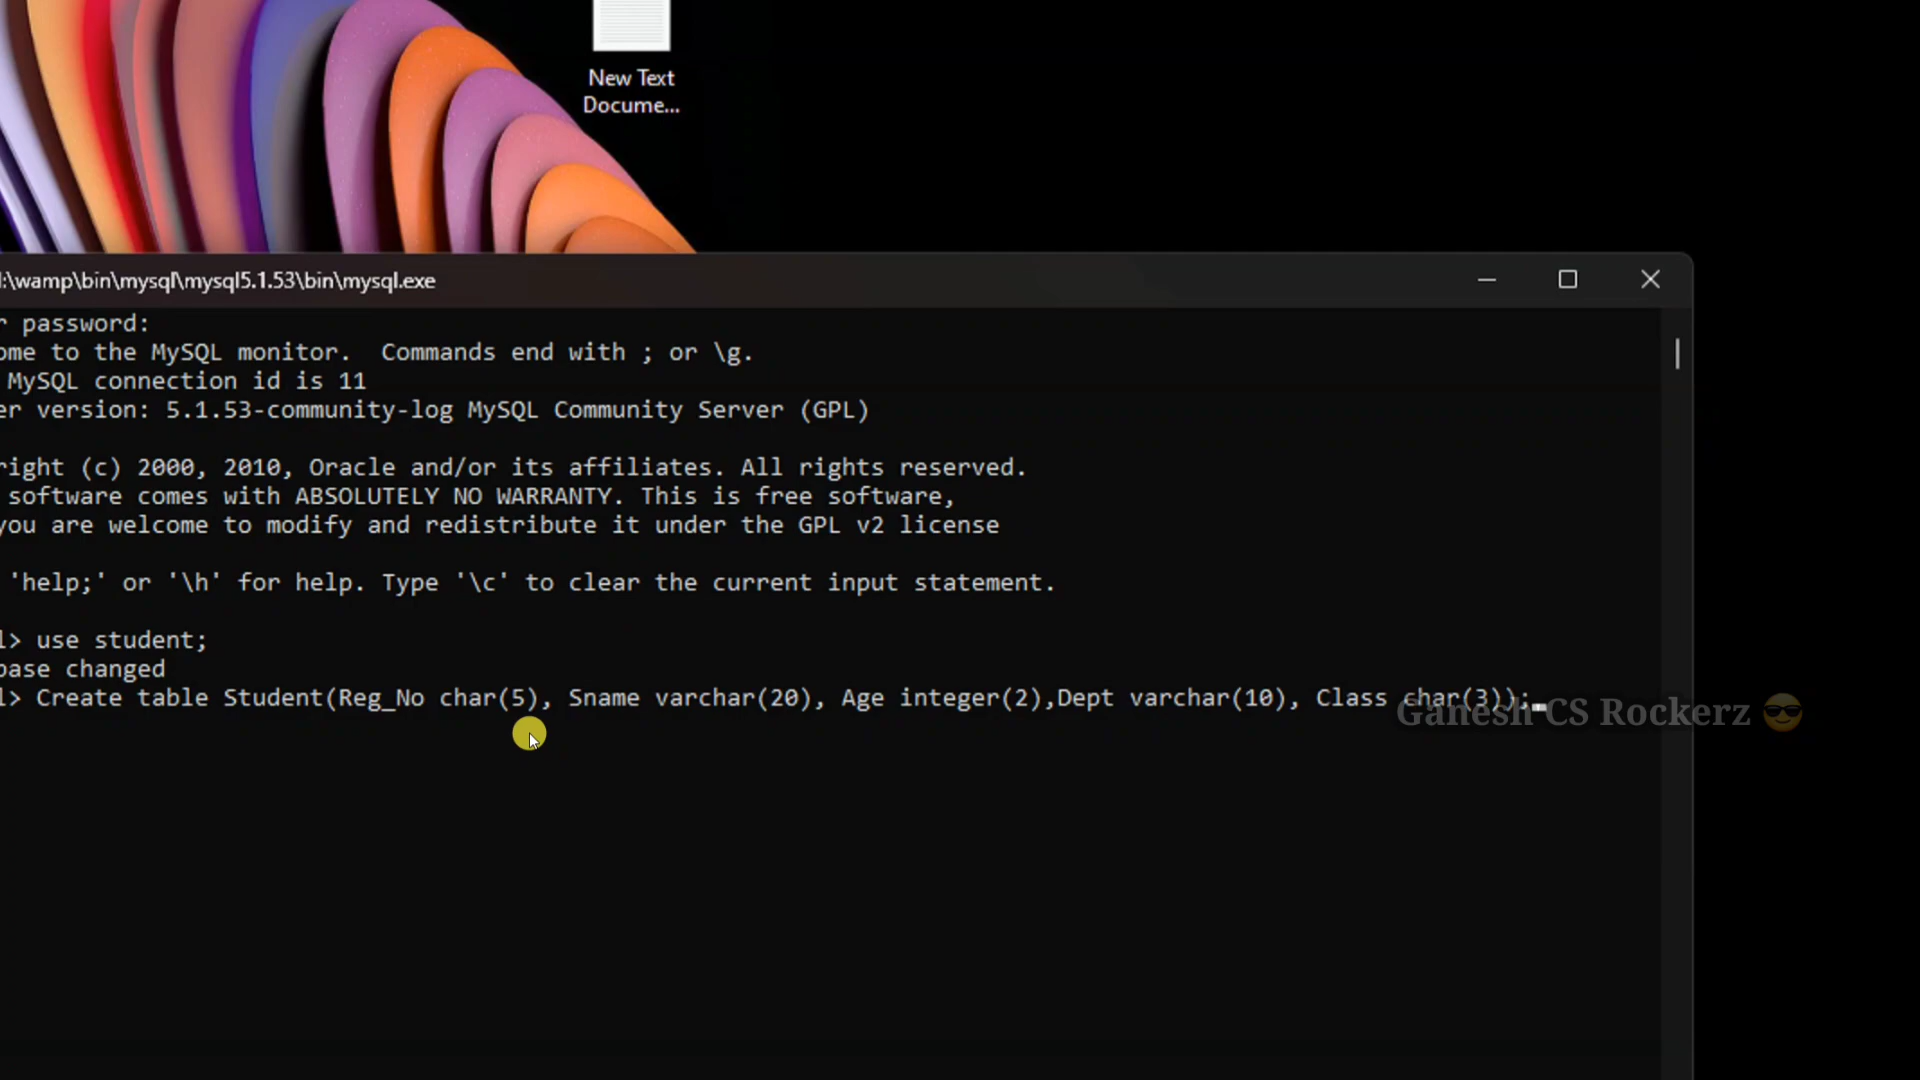 New Text
Docume...
:\wamp\bin\mysql\mysql5.1.53\bin\mysql.exe
r password:
ome to the MySQL monitor.  Commands end with ; or \g.
MySQL connection id is 11
er version: 5.1.53-community-log MySQL Community Server (GPL)
right (c) 2000, 2010, Oracle and/or its affiliates. All rights reserved.
software comes with ABSOLUTELY NO WARRANTY. This is free software,
you are welcome to modify and redistribute it under the GPL v2 license
'help;' or '\h' for help. Type '\c' to clear the current input statement.
l> use student;
base changed
l> Create table Student(Reg_No char(5), Sname varchar(20), Age integer(2),Dept varchar(10), Class char(3));
Ganesh CS Rockerz 😎